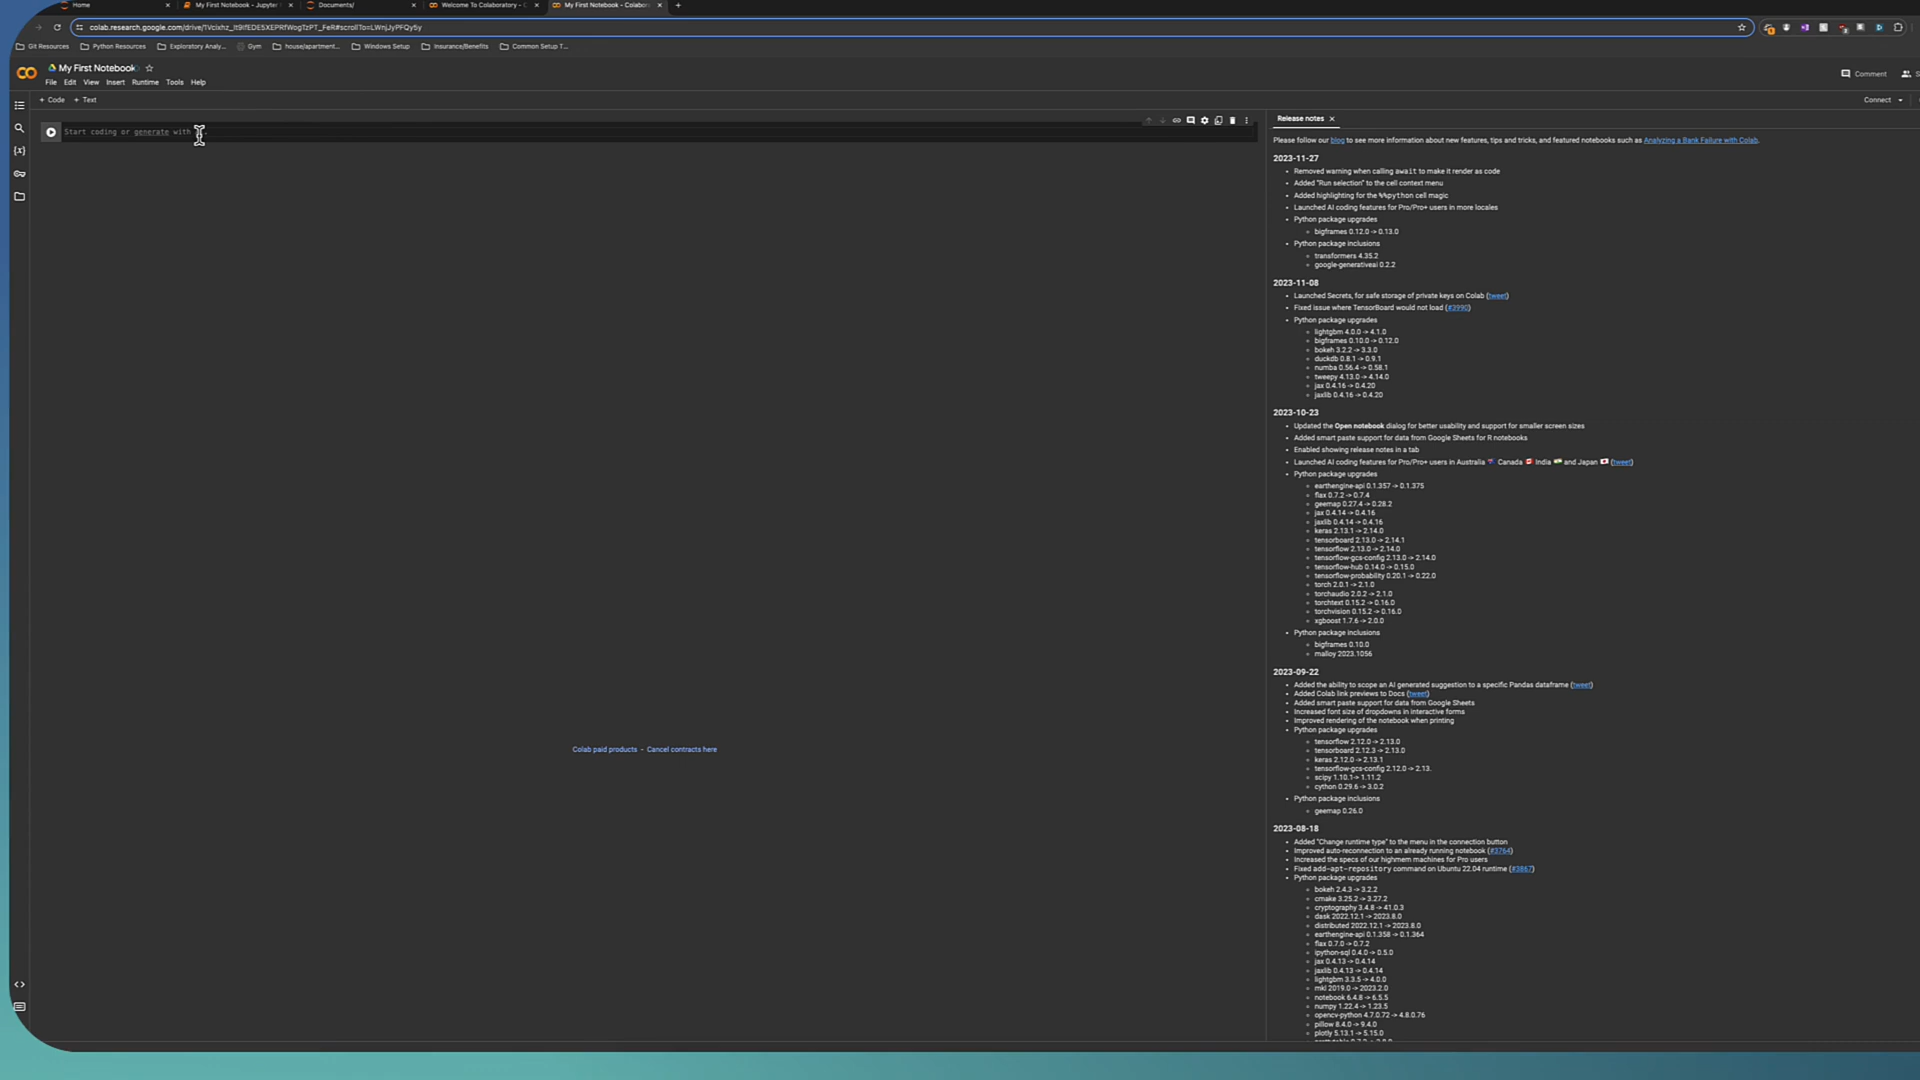 Home
My First Notebook - Jupyter
Documents/
Welcome To Colaboratory -
My First Notebook - Colabor
Git Resources
Python Resources
Exploratory Analy...
Gym
house/apartment...
Windows Setup
Insurance/Benefits
Common Setup T...
My First Notebook
File Edit View Insert Runtime Tools Help
Comment
+ Code + Text
Connect
Start coding or generate with
Release notes
Please follow our blog to see more information about new features, tips and tricks, and featured notebooks such as Analyzing a Bank Failure with Colab.
2023-11-27
Removed warning when calling await to make it render as code
Added "Run selection" to the cell context menu
Added highlighting for the %%python cell magic
Launched AI coding features for Pro/Pro+ users in more locales
Python package upgrades
bigframes 0.12.0 -> 0.13.0
Python package inclusions
transformers 4.35.2
google-generativeai 0.2.2
2023-11-08
Launched Secrets, for safe storage of private keys on Colab (tweet)
Fixed issue where TensorBoard would not load (#3990)
Python package upgrades
lightgbm 4.0.0 -> 4.1.0
bigframes 0.10.0 -> 0.12.0
bokeh 3.2.2 -> 3.3.0
duckdb 0.8.1 -> 0.9.1
numba 0.56.4 -> 0.58.1
tweepy 4.13.0 -> 4.14.0
jax 0.4.16 -> 0.4.20
jaxlib 0.4.16 -> 0.4.20
2023-10-23
Updated the Open notebook dialog for better usability and support for smaller screen sizes
Added smart paste support for data from Google Sheets for R notebooks
Enabled showing release notes in a tab
Launched AI coding features for Pro/Pro+ users in Australia Canada India and Japan (tweet)
Python package upgrades
earthengine-api 0.1.357 -> 0.1.375
flax 0.7.2 -> 0.7.4
geemap 0.27.4 -> 0.28.2
jax 0.4.14 -> 0.4.16
jaxlib 0.4.14 -> 0.4.16
keras 2.13.1 -> 2.14.0
tensorboard 2.13.0 -> 2.14.1
tensorflow 2.13.0 -> 2.14.0
tensorflow-gcs-config 2.13.0 -> 2.14.0
tensorflow-hub 0.14.0 -> 0.15.0
tensorflow-probability 0.20.1 -> 0.22.0
torch 2.0.1 -> 2.1.0
torchaudio 2.0.2 -> 2.1.0
torchtext 0.15.2 -> 0.16.0
torchvision 0.15.2 -> 0.16.0
xgboost 1.7.6 -> 2.0.0
Python package inclusions
bigframes 0.10.0
malloy 2023.1056
2023-09-22
Added the ability to scope an AI generated suggestion to a specific Pandas dataframe (tweet)
Added Colab link previews to Docs (tweet)
Added smart paste support for data from Google Sheets
Increased font size of dropdowns in interactive forms
Improved rendering of the notebook when printing
Python package upgrades
tensorflow 2.12.0 -> 2.13.0
tensorboard 2.12.3 -> 2.13.0
keras 2.12.0 -> 2.13.1
tensorflow-gcs-config 2.12.0 -> 2.13.
scipy 1.10.1-> 1.11.2
cython 0.29.6 -> 3.0.2
Python package inclusions
geemap 0.26.0
Colab paid products - Cancel contracts here
2023-08-18
Added "Change runtime type" to the menu in the connection button
Improved auto-reconnection to an already running notebook (#3764)
Increased the specs of our highmem machines for Pro users
Fixed add-apt-repository command on Ubuntu 22.04 runtime (#3867)
Python package upgrades
bokeh 2.4.3 -> 3.2.2
cmake 3.25.2 -> 3.27.2
cryptography 3.4.8 -> 41.0.3
dask 2022.12.1 -> 2023.8.0
distributed 2022.12.1 -> 2023.8.0
earthengine-api 0.1.358 -> 0.1.364
flax 0.7.0 -> 0.7.2
ipython-sql 0.4.0 -> 0.5.0
jax 0.4.13 -> 0.4.14
jaxlib 0.4.13 -> 0.4.14
lightgbm 3.3.5 -> 4.0.0
mkl 2019.0 -> 2023.2.0
notebook 6.4.8 -> 6.5.5
numpy 1.22.4 -> 1.23.5
opencv-python 4.7.0.72 -> 4.8.0.76
pillow 8.4.0 -> 9.4.0
plotly 5.13.1 -> 5.15.0